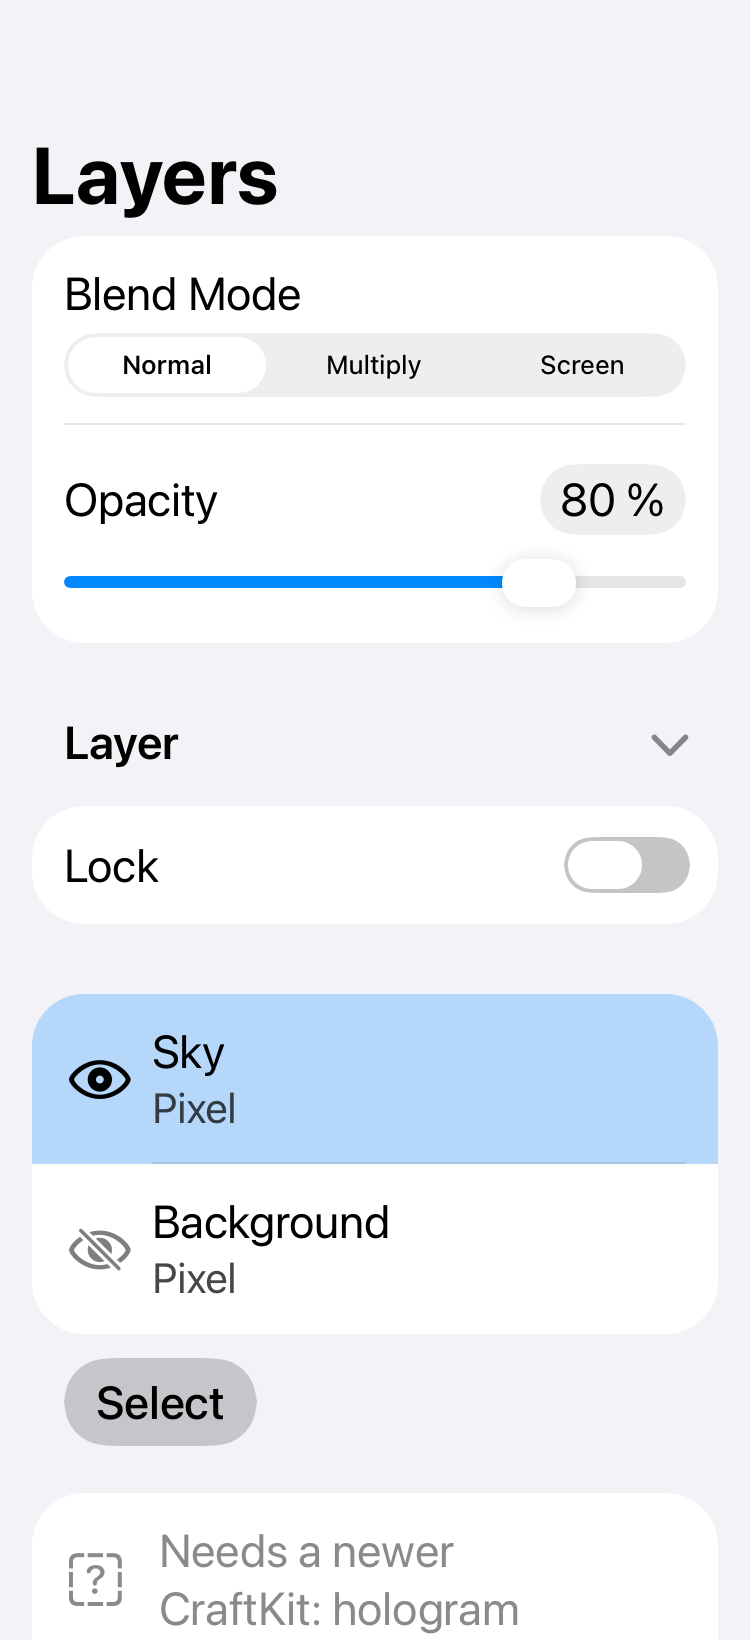 Layers
Blend Mode
Normal Multiply Screen
Opacity 80 %
Layer
Lock
Sky
Pixel
Background
Pixel
Select
Needs a newer
CraftKit: hologram